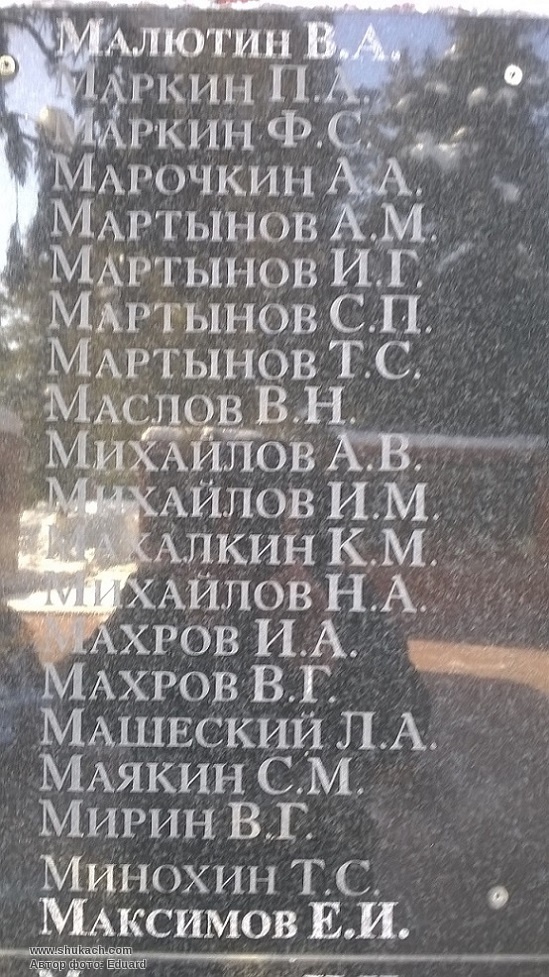 Малютин В.А.
Маркин П.А.
Маркин Ф.С.
Марочкин А.А.
Мартынов А.М.
Мартынов И.Г.
Мартынов С.П.
Мартынов Т.С.
Маслов В.Н.
Михайлов А.В.
Михайлов И.М.
Махалкин К.М.
Михайлов Н.А.
Махров И.А.
Махров В.Г.
Машеский Л.А.
Маякин С.М.
Мирин В.Г.
Минохин Т.С.
Максимов Е.И.
www.shukach.com
Автор фото: Eduard